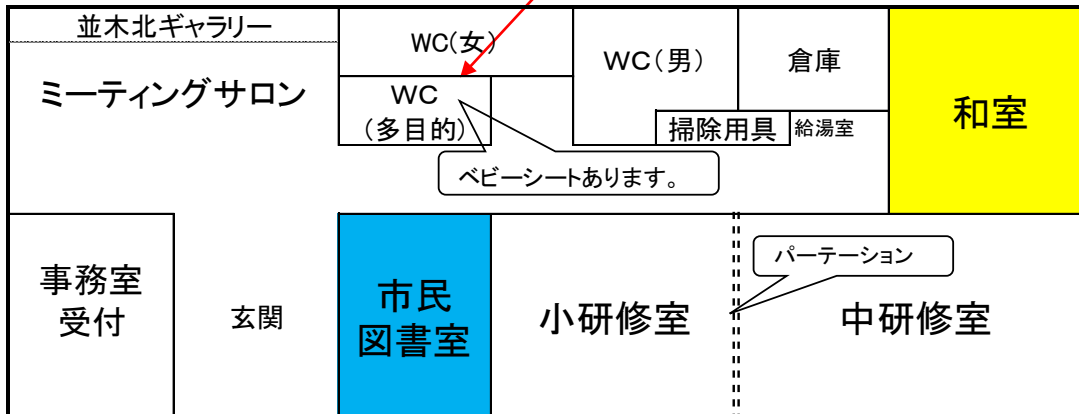 並木北ギャラリー
ミーティングサロン
WC(女)
WC
(多目的)
WC(男)
倉庫
掃除用具
給湯室
和室
ベビーシートあります。
事務室
受付
玄関
市民
図書室
小研修室
パーテーション
中研修室